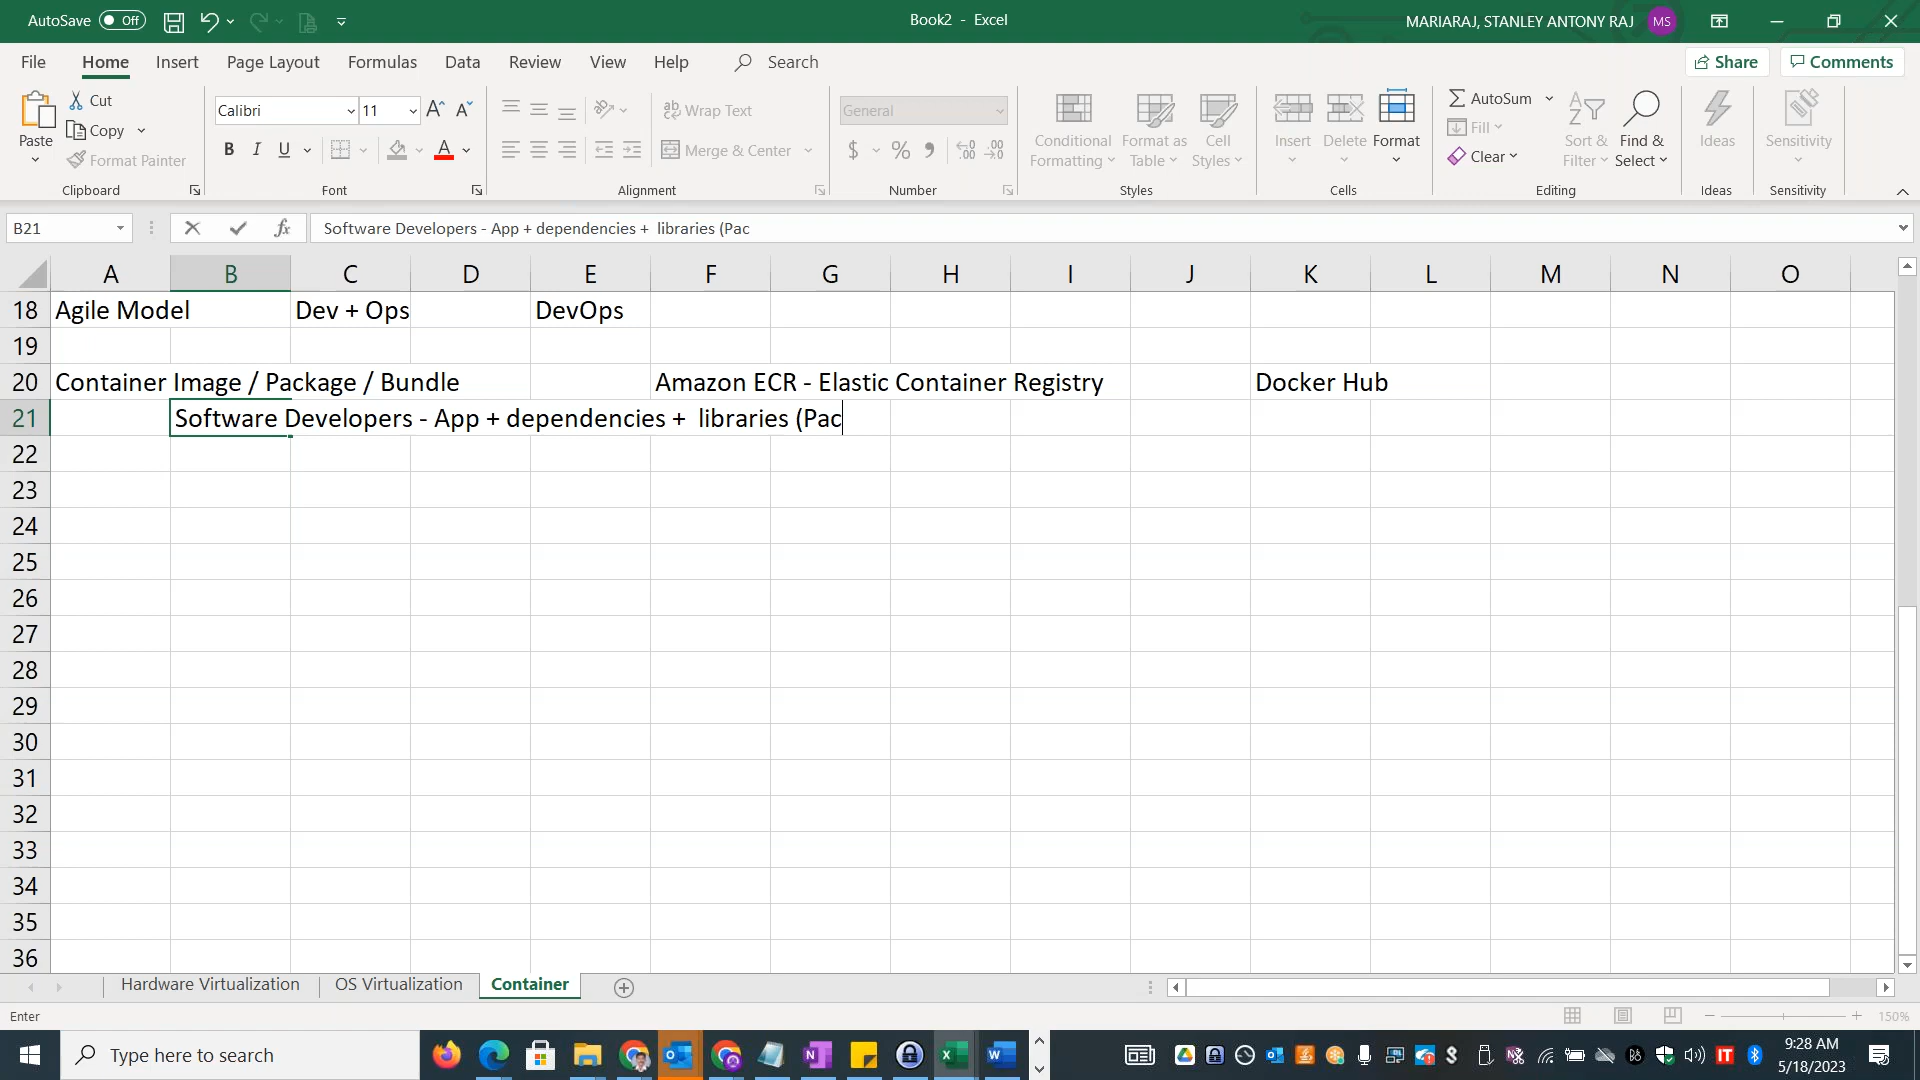 AutoSave Off
Book2 - Excel
MARIARAJ, STANLEY ANTONY RAJ MS
File Home Insert Page Layout Formulas Data Review View Help Search Share Comments
Paste Cut Copy Format Painter
Clipboard
Calibri 11
B I U A
Font
Wrap Text
Merge & Center
Alignment
General
$ % 9
Number
Conditional Formatting
Format as Table
Cell Styles
Styles
Insert Delete Format
Cells
AutoSum
Fill
Clear
Sort & Filter
Find & Select
Editing
Ideas
Ideas
Sensitivity
Sensitivity
B21 fx Software Developers - App + dependencies +  libraries (Pac
A B C D E F G H I J K L M N O
18 Agile Model Dev + Ops DevOps
19
20 Container Image / Package / Bundle Amazon ECR - Elastic Container Registry Docker Hub
21 Software Developers - App + dependencies +  libraries (Pac
22
23
24
25
26
27
28
29
30
31
32
33
34
35
36
Hardware Virtualization OS Virtualization Container
Enter 150%
Type here to search
9:28 AM
5/18/2023